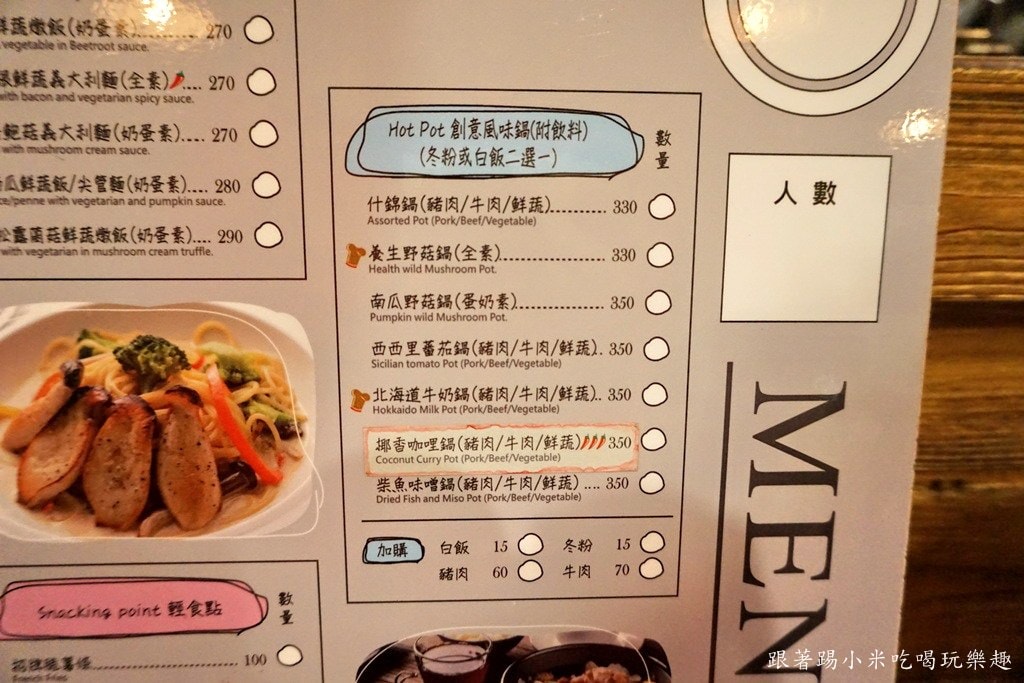 鮮蔬燉飯(奶蛋素).... 270
vegetable in Beetroot sauce.
鮮蔬義大利麵(全素)... 270
with bacon and vegetarian spicy sauce.
鮑菇義大利麵(奶蛋素).... 270
with mushroom cream sauce.
瓜鮮蔬飯/尖管麵(奶蛋素).... 280
ce/penne with vegetarian and pumpkin sauce.
松露蘭菇鮮蔬燉飯(奶蛋素).... 290
with vegetarian in mushroom cream truffle.
Hot Pot 創意風味鍋(附飲料)
(冬粉或白飯二選一)
數量
什錦鍋(豬肉/牛肉/鮮蔬).............. 330
Assorted Pot (Pork/Beef/Vegetable)
養生野菇鍋(全素)........................ 330
Health wild Mushroom Pot.
南瓜野菇鍋(蛋奶素)..................... 350
Pumpkin wild Mushroom Pot.
西西里蕃茄鍋(豬肉/牛肉/鮮蔬).. 350
Sicilian tomato Pot (Pork/Beef/Vegetable)
北海道牛奶鍋(豬肉/牛肉/鮮蔬).. 350
Hokkaido Milk Pot (Pork/Beef/Vegetable)
椰香咖哩鍋(豬肉/牛肉/鮮蔬) 350
Coconut Curry Pot (Pork/Beef/Vegetable)
柴魚味噌鍋(豬肉/牛肉/鮮蔬) .... 350
Dried Fish and Miso Pot (Pork/Beef/Vegetable)
加購
白飯 15 冬粉 15
豬肉 60 牛肉 70
Snacking point 輕食點
數量
脆薯條.............................. 100
French Fries
人數
MEN
跟著踢小米吃喝玩樂趣